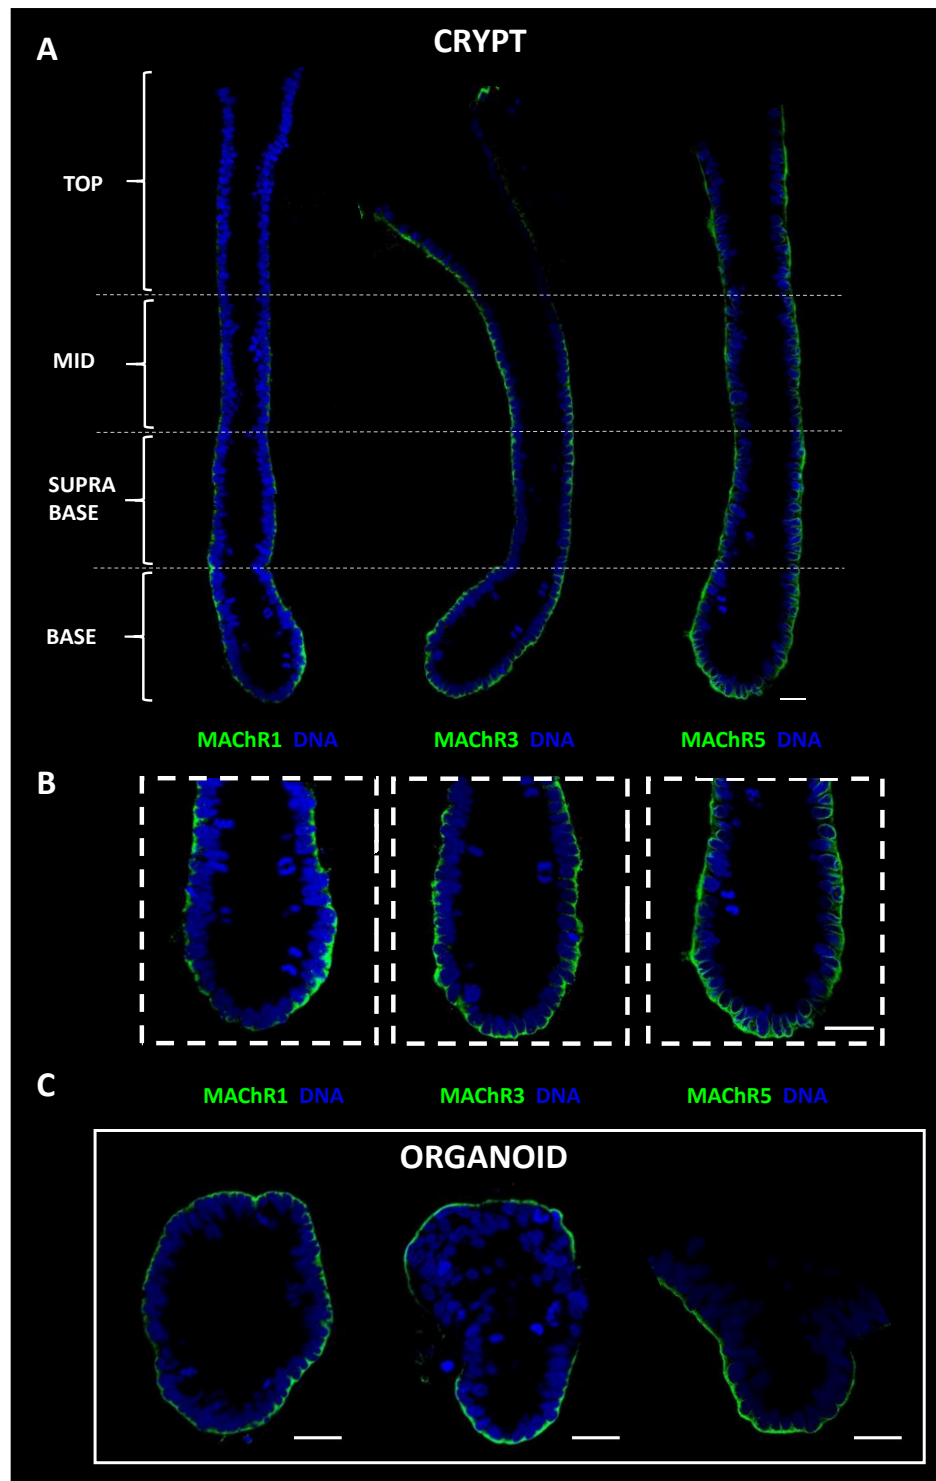 A
CRYPT
TOP
MID
SUPRA
BASE
BASE
MAChR1 DNA
MAChR3 DNA
MAChR5 DNA
B
C
MAChR1 DNA
MAChR3 DNA
MAChR5 DNA
ORGANOID